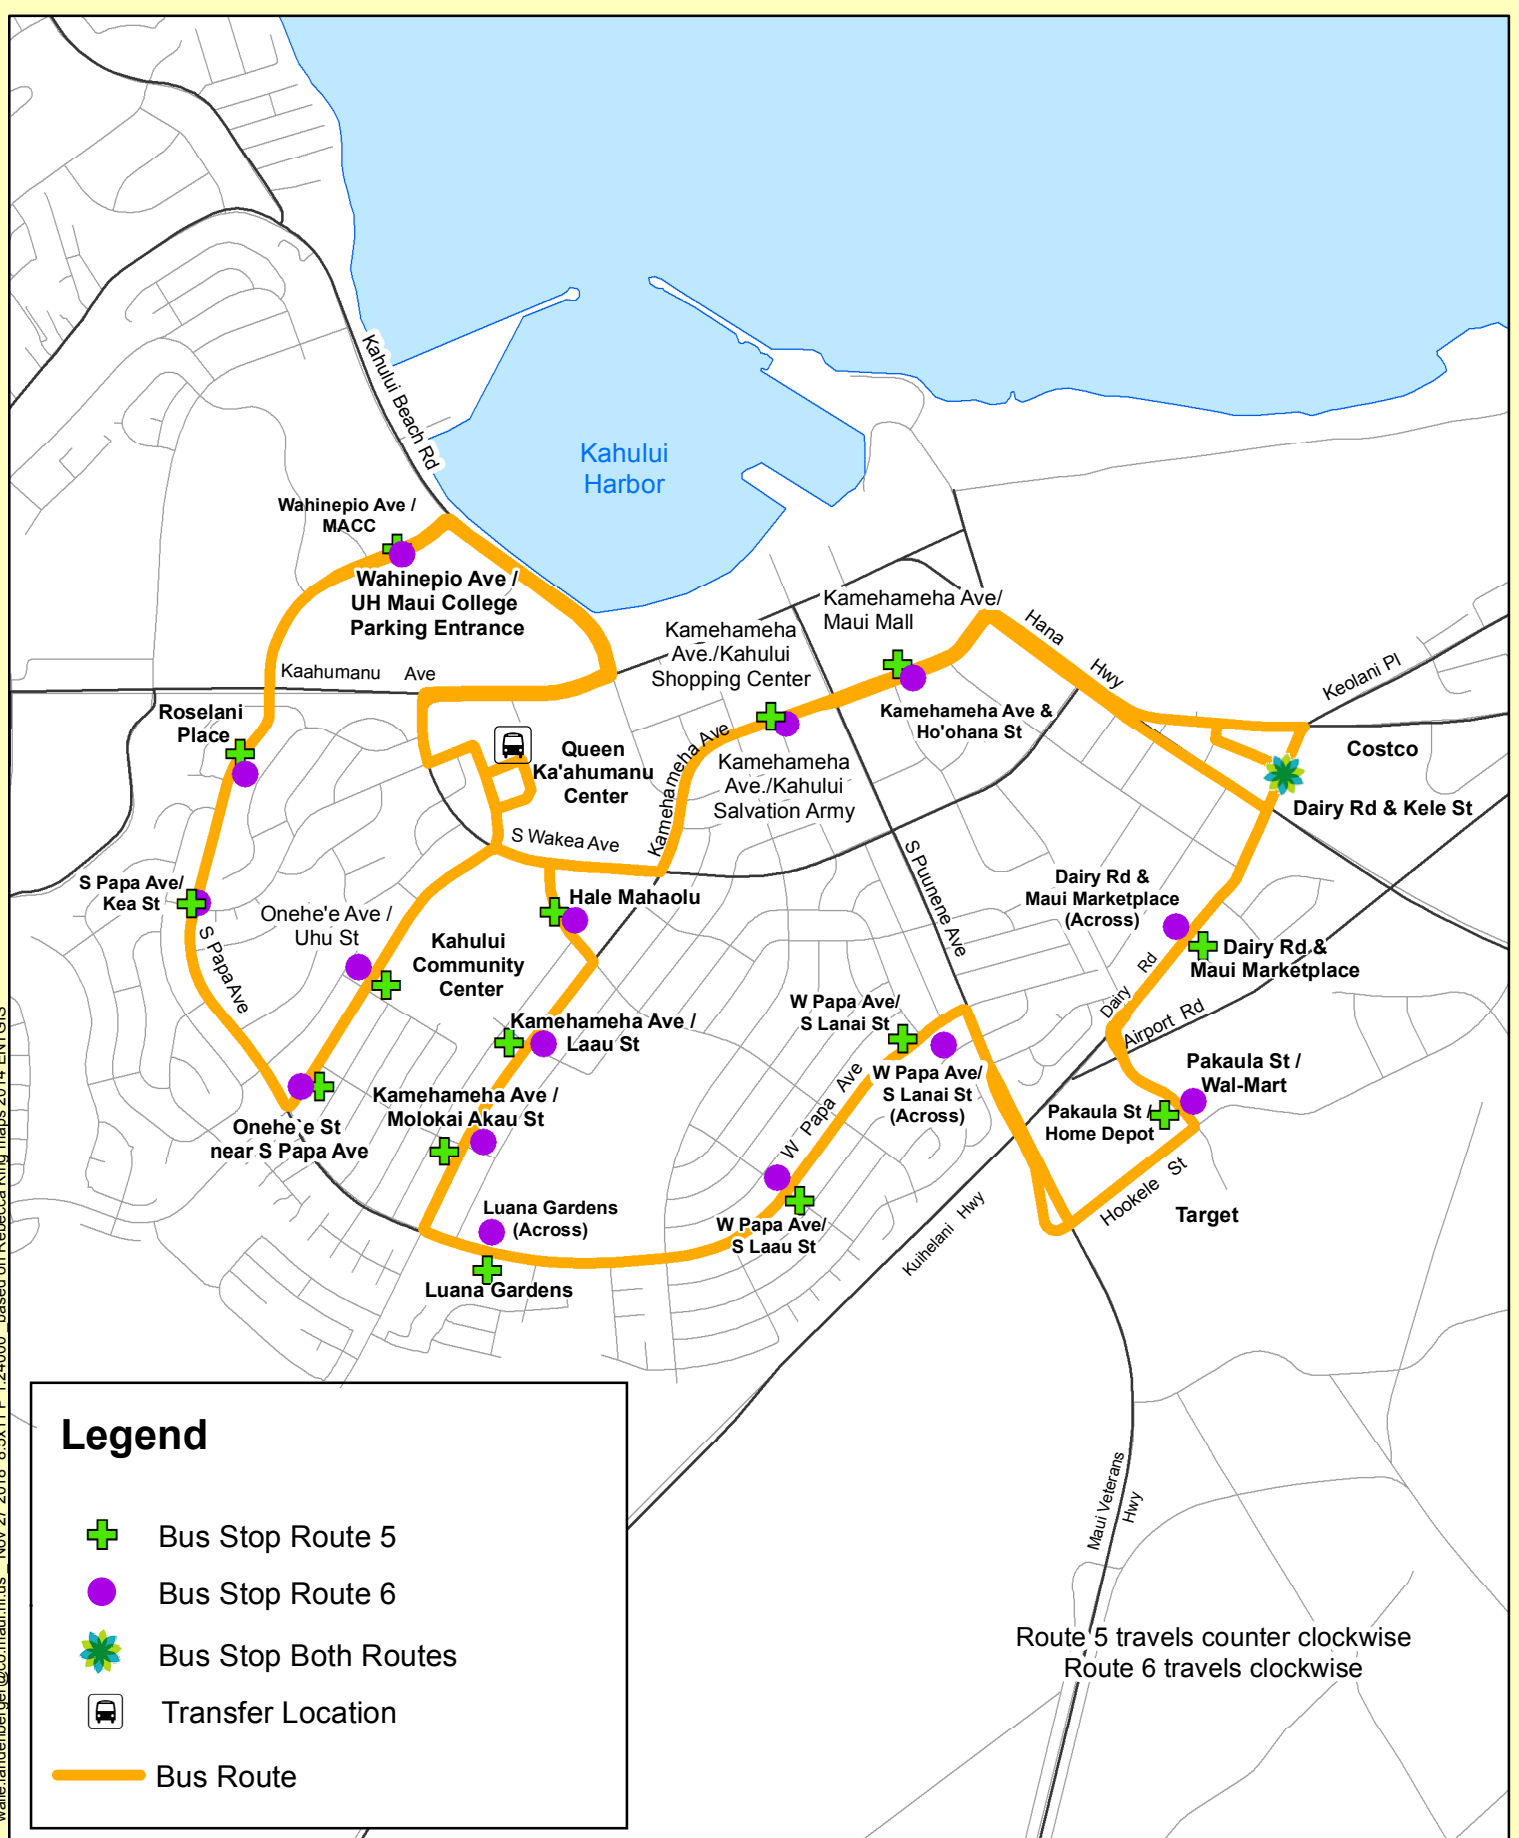 Kahului Beach Rd
Kahului
Harbor
Wahinepio Ave /
MACC
Wahinepio Ave /
UH Maui College
Parking Entrance
Kamehameha Ave/
Maui Mall
Kamehameha
Ave./Kahului
Shopping Center
Hana
Hwy
Keolani Pl
Kaahumanu Ave
Roselani
Place
Kamehameha Ave &
Ho'ohana St
Queen
Ka'ahumanu
Center
Kamehameha Ave
Kamehameha
Ave./Kahului
Salvation Army
Costco
Dairy Rd & Kele St
S Wakea Ave
S Puunene Ave
S Papa Ave/
Kea St
Hale Mahaolu
Dairy Rd &
Maui Marketplace
(Across)
Onehe'e Ave /
Uhu St
S Papa Ave
Kahului
Community
Center
Dairy Rd &
Maui Marketplace
Dairy Rd
Airport Rd
W Papa Ave/
S Lanai St
Kamehameha Ave /
Laau St
W Papa Ave/
S Lanai St
(Across)
Pakaula St /
Wal-Mart
Kamehameha Ave /
Molokai Akau St
W Papa Ave
Pakaula St /
Home Depot
Onehe'e St
near S Papa Ave
Hookele St
Target
Luana Gardens
(Across)
W Papa Ave/
S Laau St
Kuihelani Hwy
Luana Gardens
Maui Veterans
Hwy
Legend
Bus Stop Route 5
Bus Stop Route 6
Bus Stop Both Routes
Transfer Location
Bus Route
Route 5 travels counter clockwise
Route 6 travels clockwise